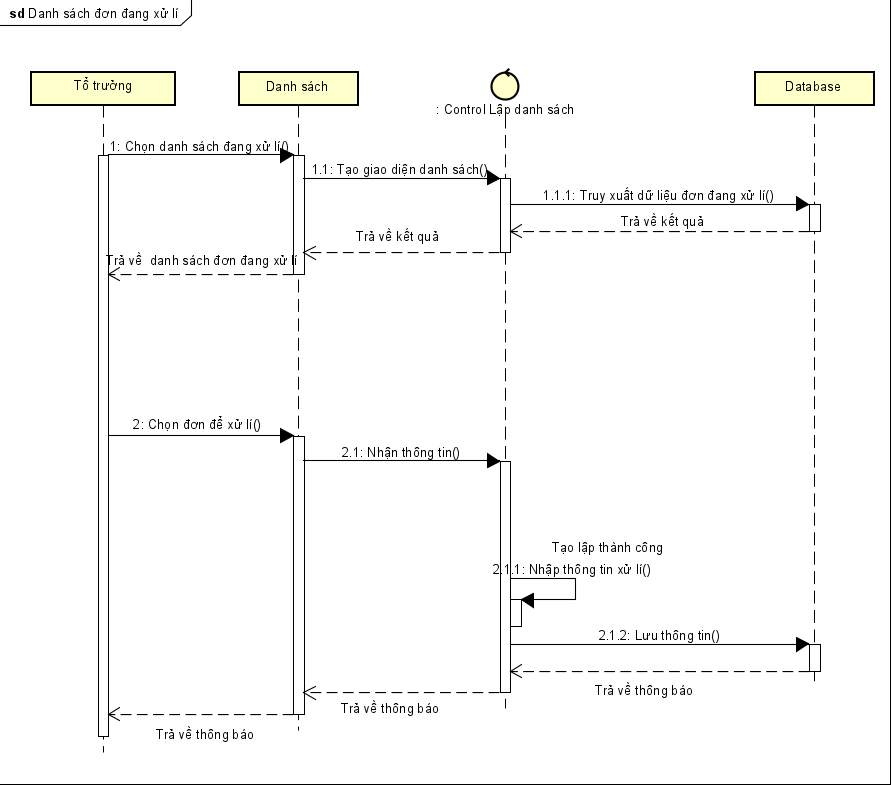 sd Danh sách đơn đang xử lí
Tổ trưởng
Danh sách
: Control Lập danh sách
Database
1: Chọn danh sách đang xử lí()
1.1: Tạo giao diện danh sách()
1.1.1: Truy xuất dữ liệu đơn đang xử lí()
Trả về kết quả
Trả về kết quả
Trả về danh sách đơn đang xử lí
2: Chọn đơn để xử lí()
2.1: Nhận thông tin()
Tạo lập thành công
2.1.1: Nhập thông tin xử lí()
2.1.2: Lưu thông tin()
Trả về thông báo
Trả về thông báo
Trả về thông báo